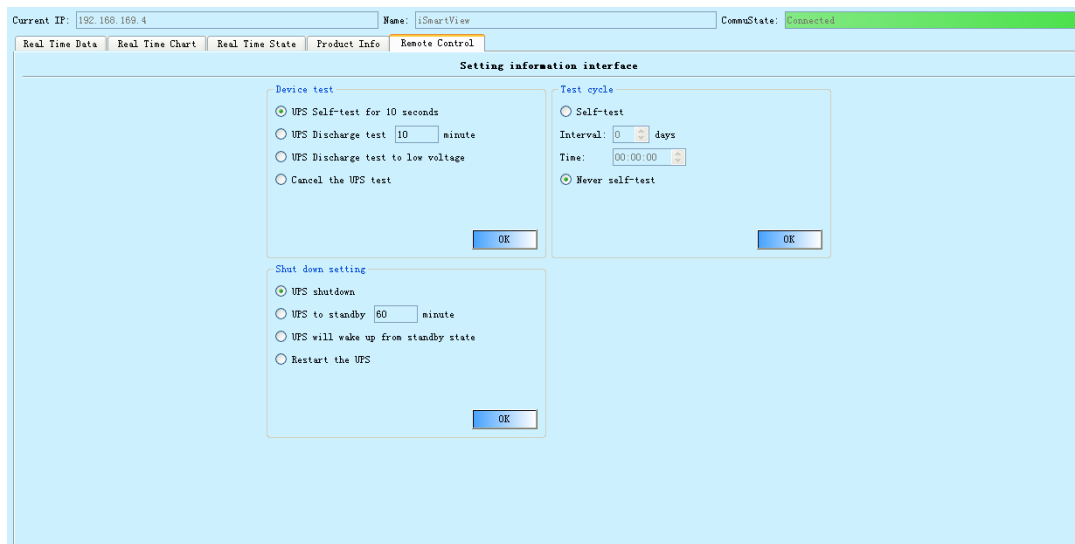 Current IP: 192.168.169.4 Name: iSmartView CommuState: Connected
Real Time Data Real Time Chart Real Time State Product Info Remote Control
Setting information interface
Device test
UPS Self-test for 10 seconds
UPS Discharge test 10 minute
UPS Discharge test to low voltage
Cancel the UPS test
OK
Test cycle
Self-test
Interval: 0 days
Time: 00:00:00
Never self-test
OK
Shut down setting
UPS shutdown
UPS to standby 60 minute
UPS will wake up from standby state
Restart the UPS
OK